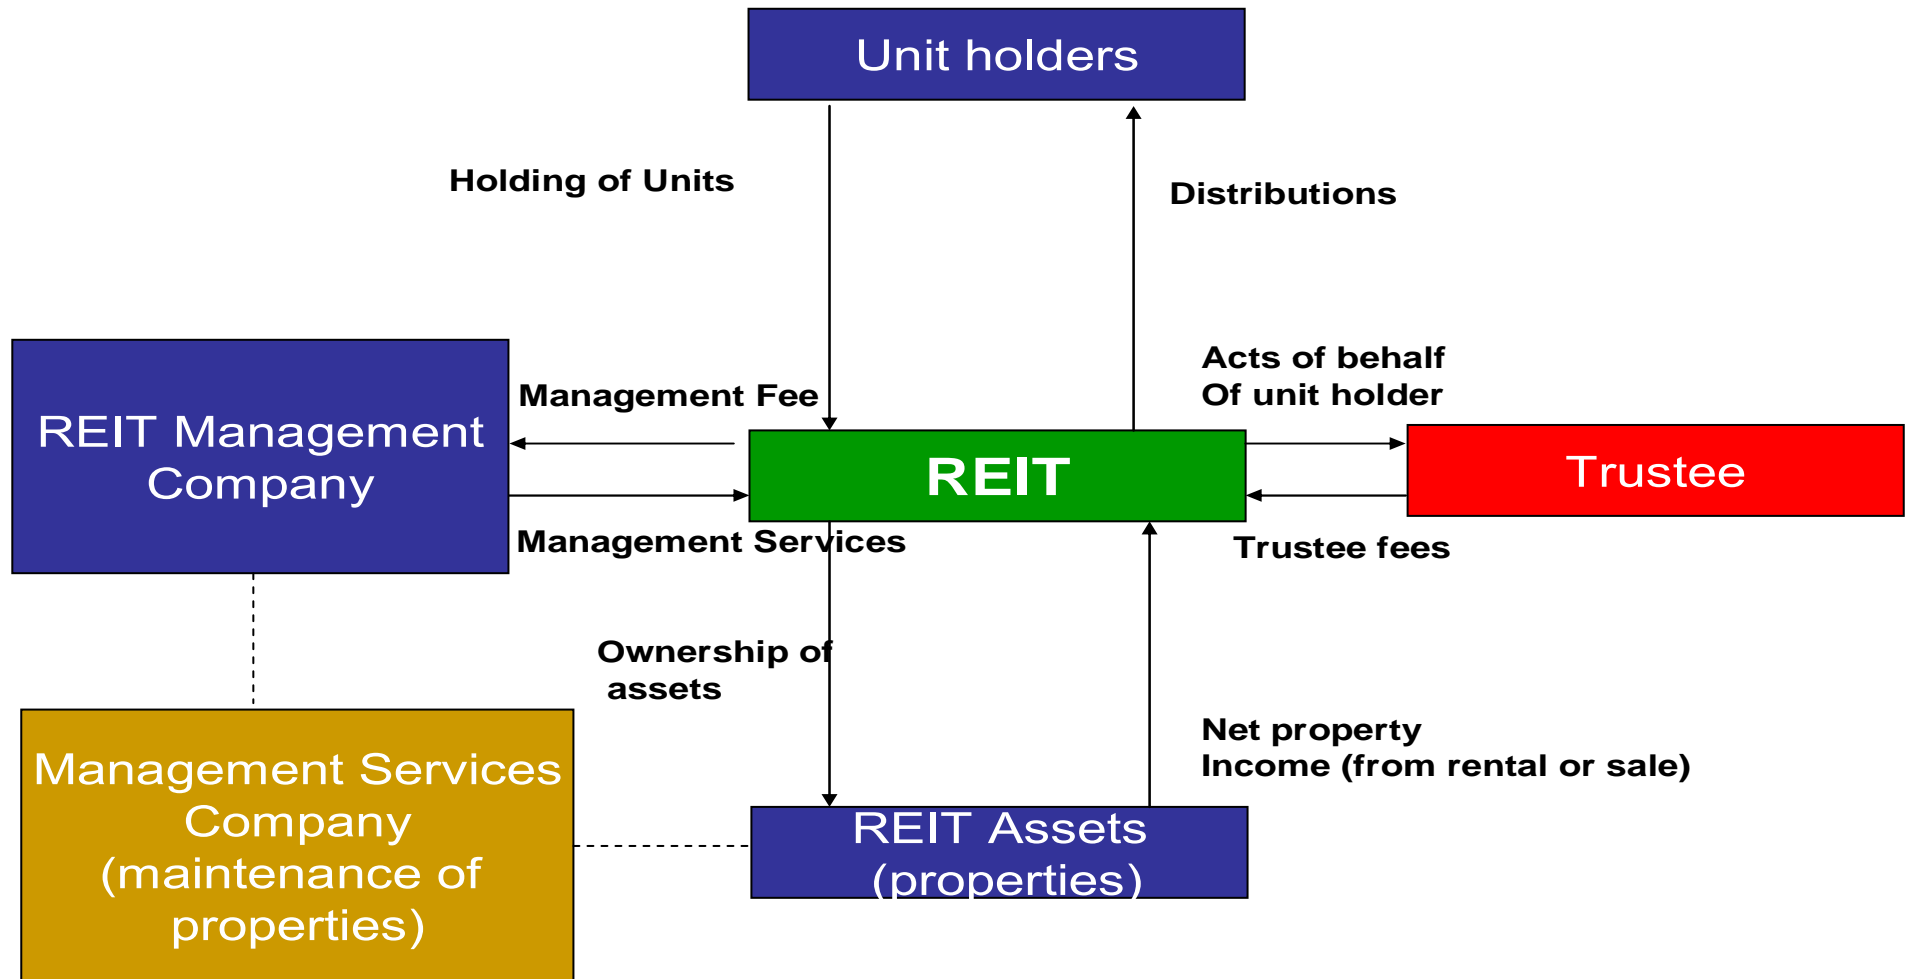 Unit holders
Holding of Units
Distributions
Acts of behalf
Of unit holder
Management Fee
REIT Management
Company
REIT
Trustee
Management Services
Trustee fees
Ownership of
assets
Net property
Income (from rental or sale)
Management Services
Company
(maintenance of
properties)
REIT Assets
(properties)